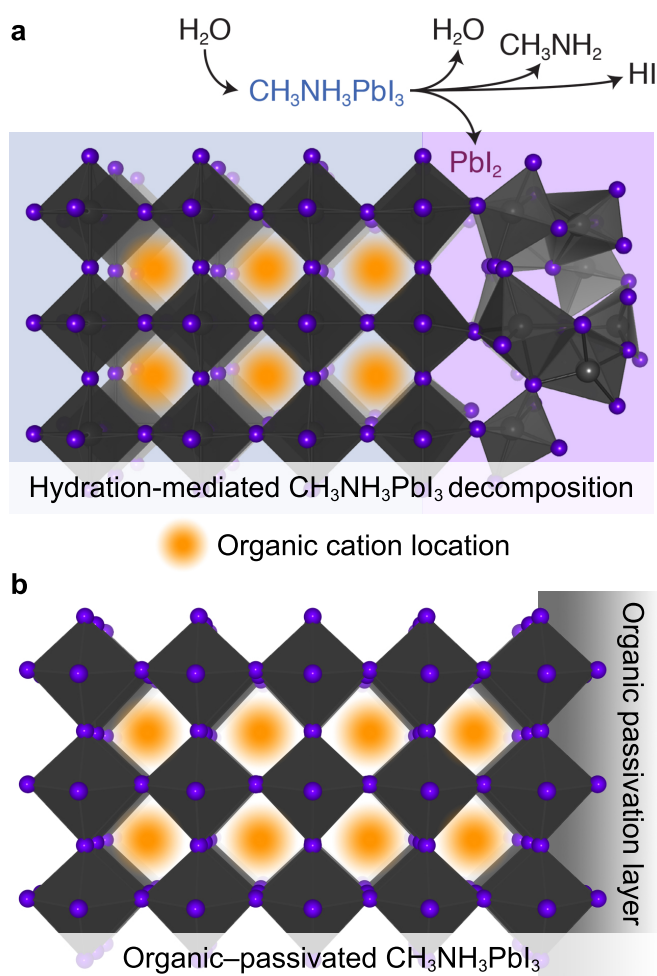 a
H₂O
H₂O
CH₃NH₂
CH₃NH₃PbI₃
HI
PbI₂
Hydration-mediated CH₃NH₃PbI₃ decomposition
Organic cation location
b
Organic passivation layer
Organic–passivated CH₃NH₃PbI₃